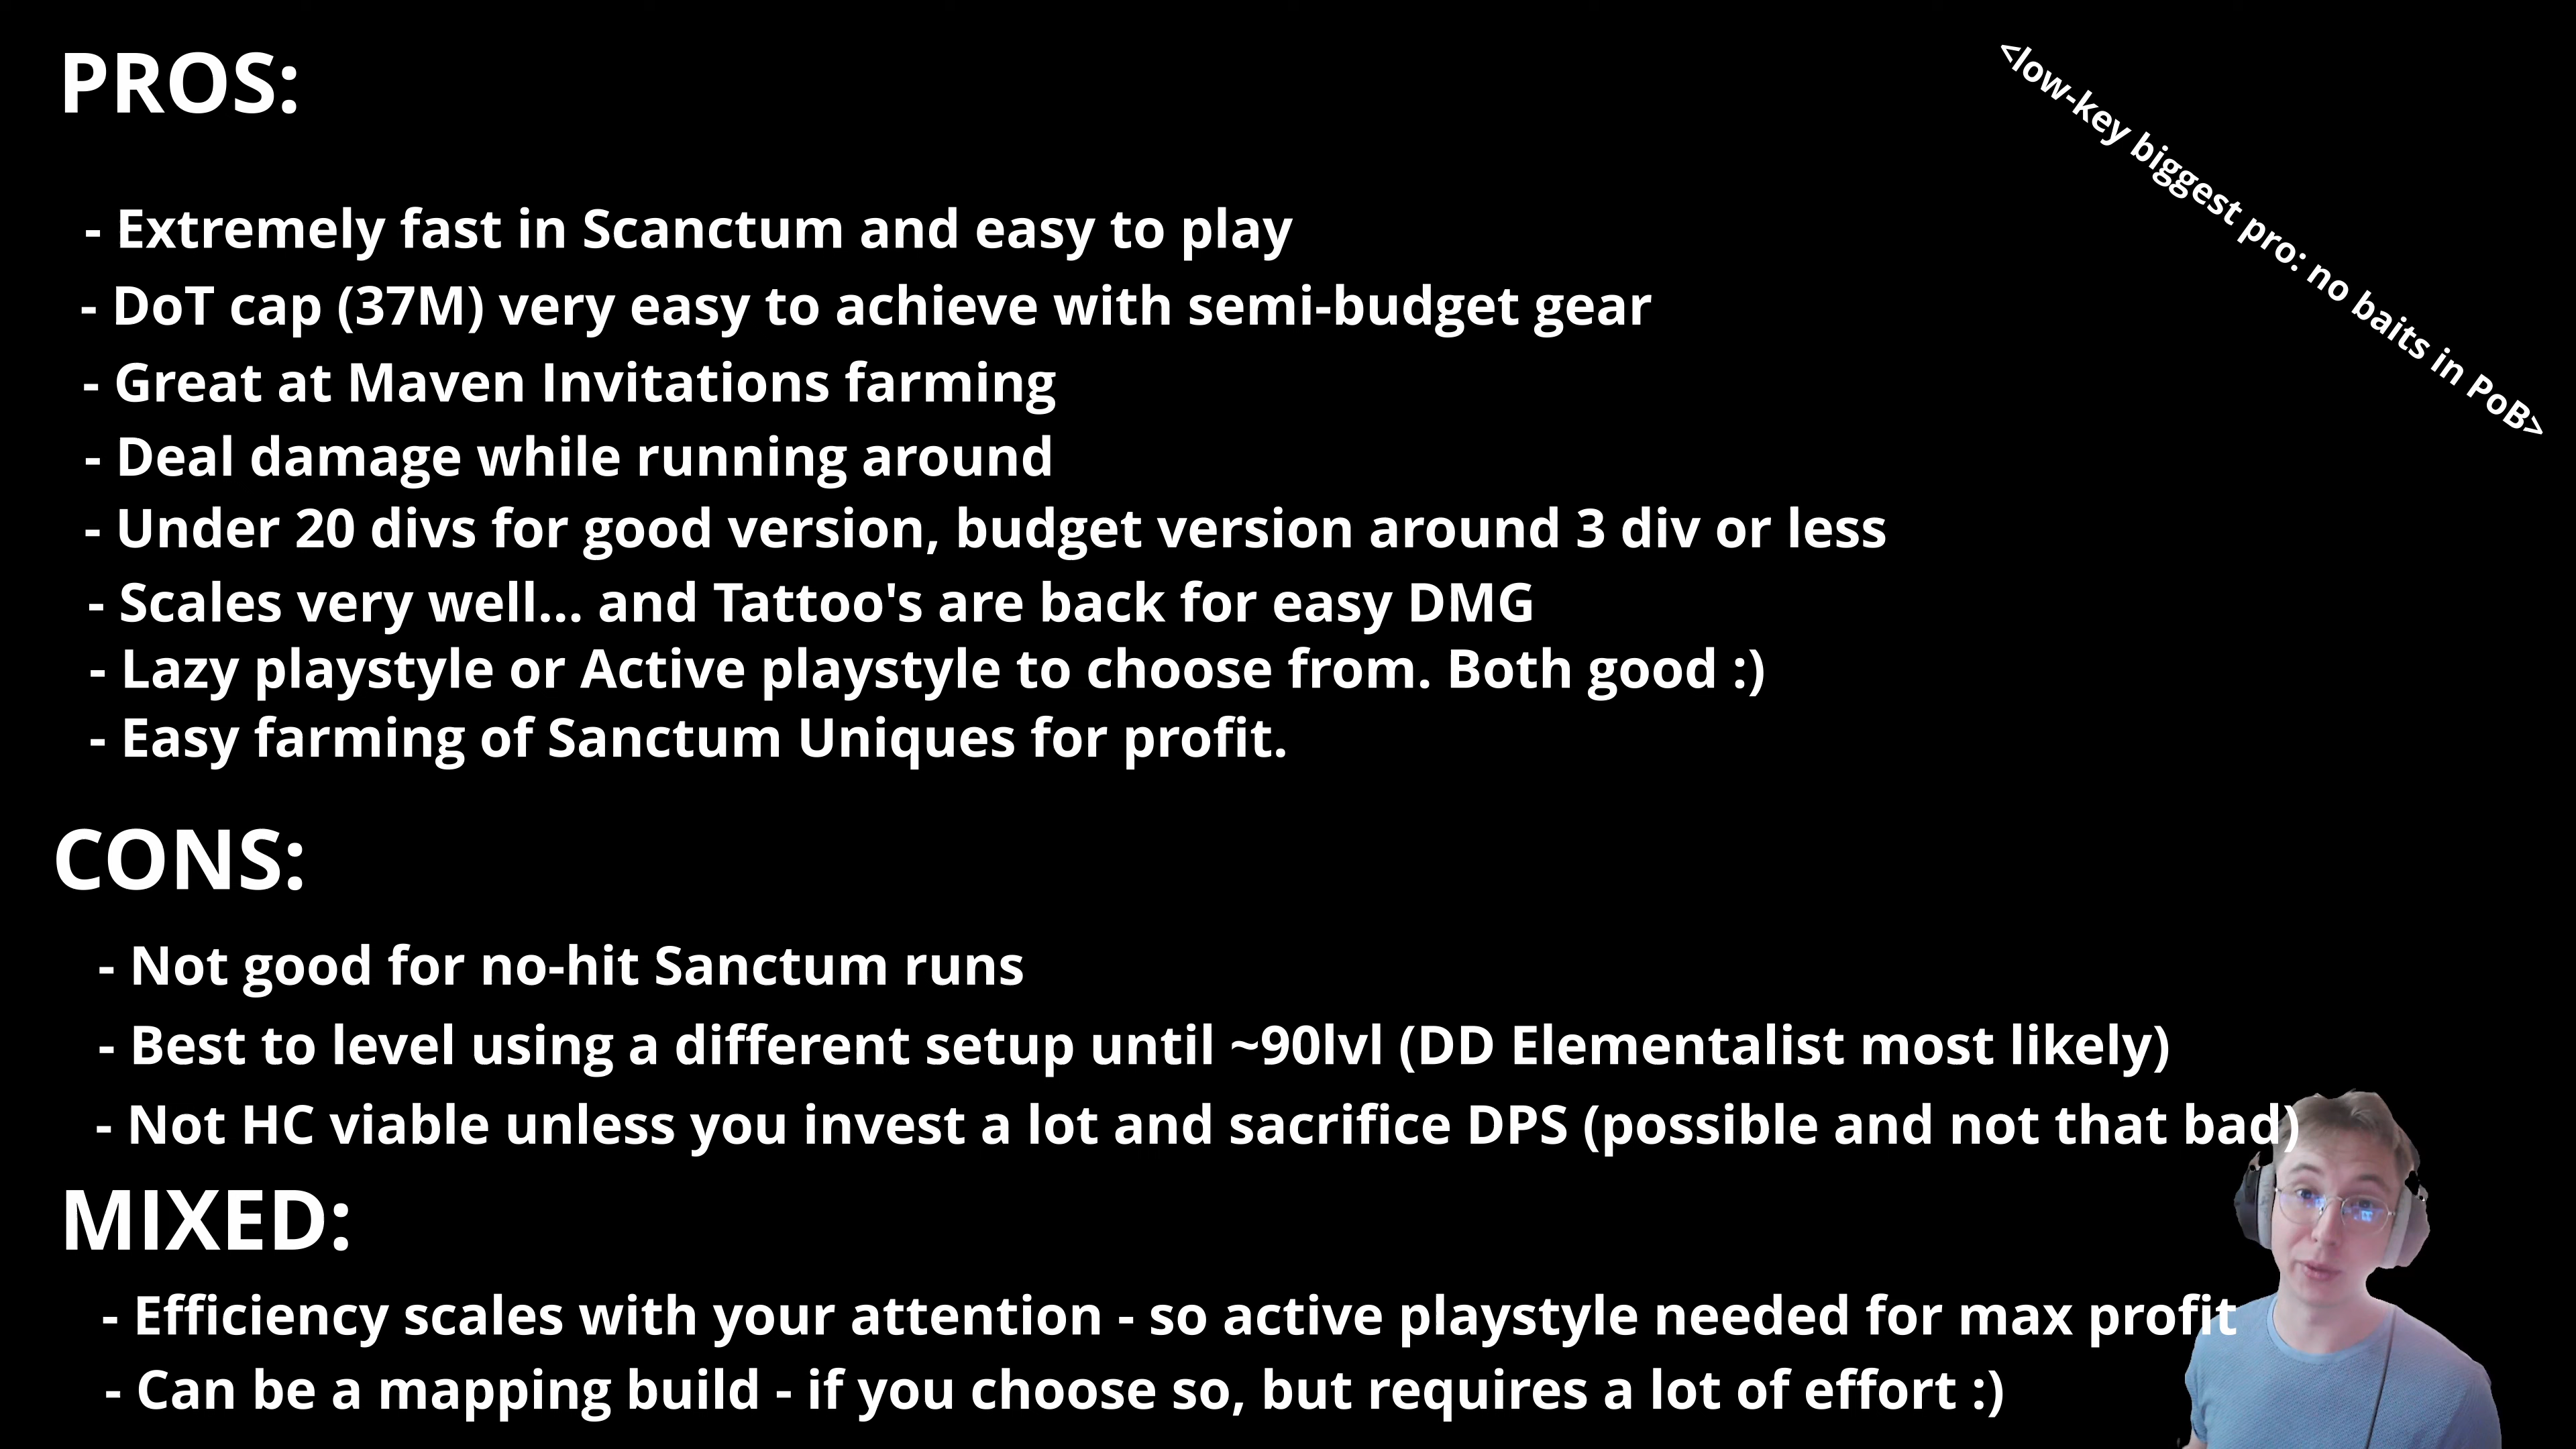 PROS:
<low-key biggest pro: no baits in PoB>
- Extremely fast in Scanctum and easy to play
- DoT cap (37M) very easy to achieve with semi-budget gear
- Great at Maven Invitations farming
- Deal damage while running around
- Under 20 divs for good version, budget version around 3 div or less
- Scales very well... and Tattoo's are back for easy DMG
- Lazy playstyle or Active playstyle to choose from. Both good :)
- Easy farming of Sanctum Uniques for profit.
CONS:
- Not good for no-hit Sanctum runs
- Best to level using a different setup until ~90lvl (DD Elementalist most likely)
- Not HC viable unless you invest a lot and sacrifice DPS (possible and not that bad)
MIXED:
- Efficiency scales with your attention - so active playstyle needed for max profit
- Can be a mapping build - if you choose so, but requires a lot of effort :)